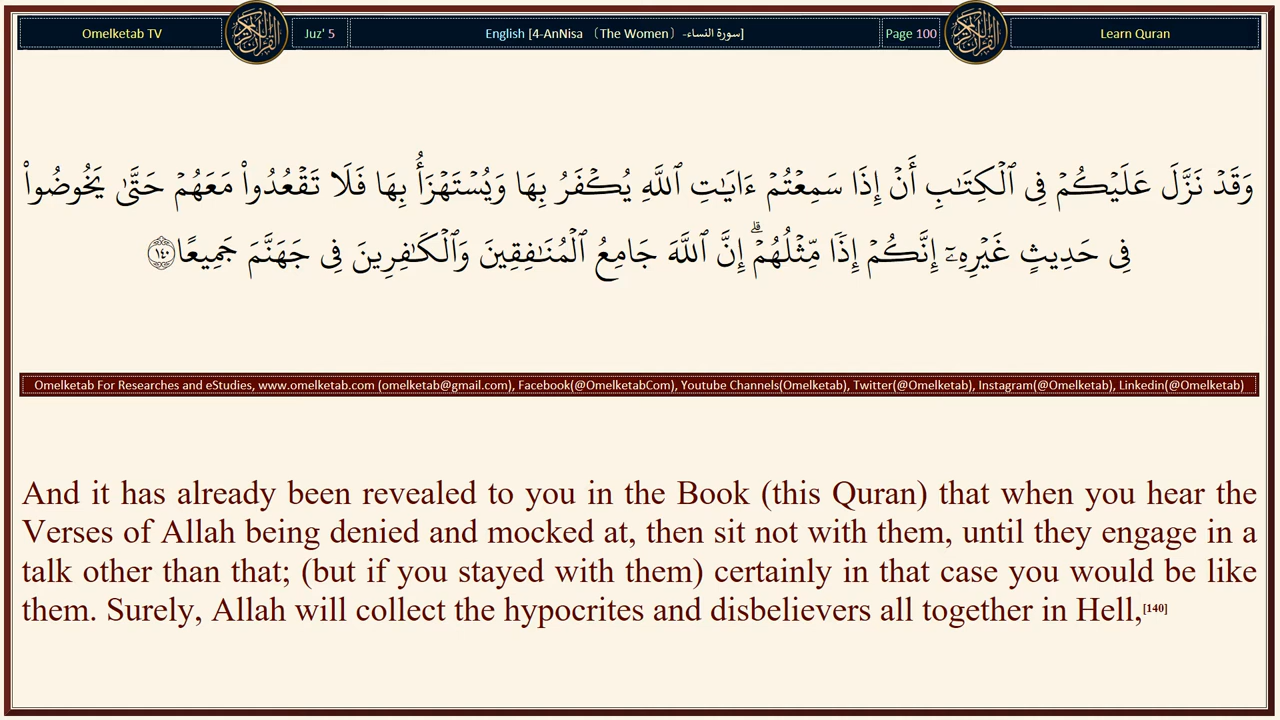 Omelketab TV
Juz' 5
English [4-AnNisa 〔The Women〕-سورة النساء]
Page 100
Learn Quran
وَقَدۡ نَزَّلَ عَلَيۡكُمۡ فِى ٱلۡكِتَـٰبِ أَنۡ إِذَا سَمِعۡتُمۡ ءَايَـٰتِ ٱللَّهِ يُكۡفَرُ بِهَا وَيُسۡتَهۡزَأُ بِهَا فَلَا تَقۡعُدُواْ مَعَهُمۡ حَتَّىٰ يَخُوضُواْ
فِى حَدِيثٍ غَيۡرِهِۦٓ إِنَّكُمۡ إِذًا مِّثۡلُهُمۡۗ إِنَّ ٱللَّهَ جَامِعُ ٱلۡمُنَـٰفِقِينَ وَٱلۡكَـٰفِرِينَ فِى جَهَنَّمَ جَمِيعًا ١٤٠
Omelketab For Researches and eStudies, www.omelketab.com (omelketab@gmail.com), Facebook(@OmelketabCom), Youtube Channels(Omelketab), Twitter(@Omelketab), Instagram(@Omelketab), Linkedin(@Omelketab)
And it has already been revealed to you in the Book (this Quran) that when you hear the
Verses of Allah being denied and mocked at, then sit not with them, until they engage in a
talk other than that; (but if you stayed with them) certainly in that case you would be like
them. Surely, Allah will collect the hypocrites and disbelievers all together in Hell,[140]